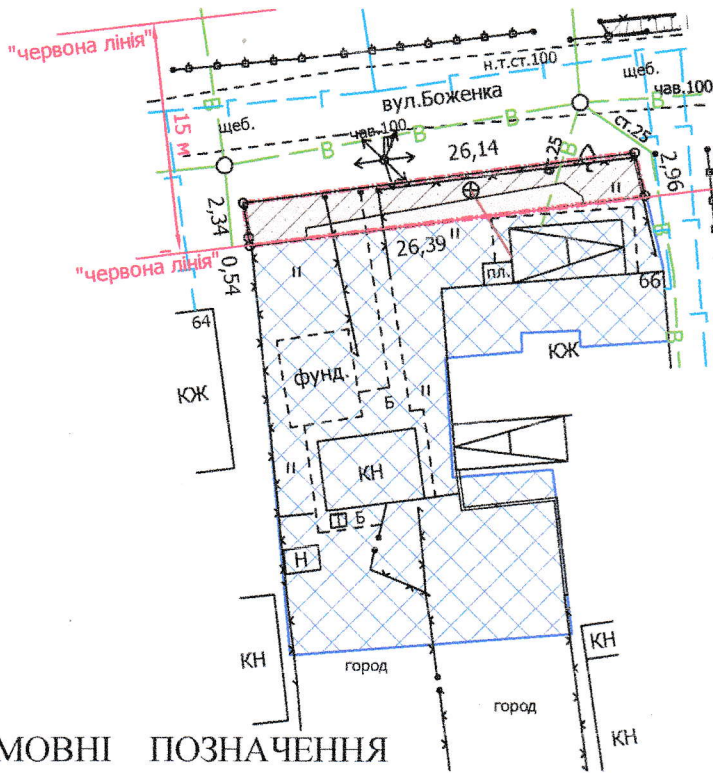 "червона лінія"
н.т.ст.100
щеб.
вул.Боженка
чав.100
В
15 м
щеб.
чав.100
В
В
В
В
ст.25
26,14
ст.25
В
2,96
2,34
26,39
"червона лінія"
0,54
пл.
66
В
64
КЖ
КЖ
фунд.
Б
КН
Б
Н
КН
город
КН
город
КН
МОВНІ ПОЗНАЧЕННЯ